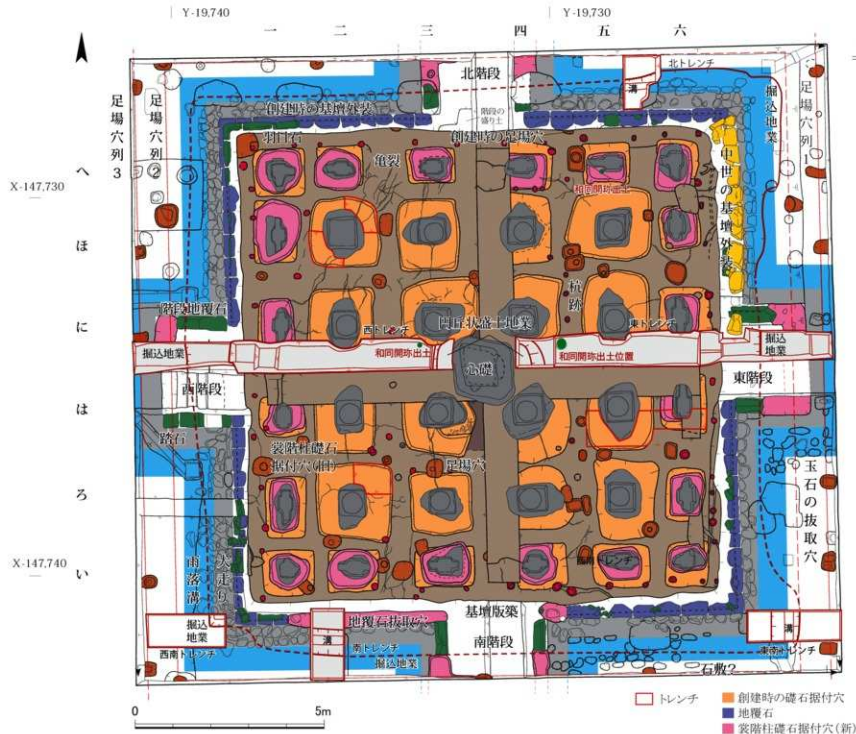 Y-19,740
Y-19,730
一 二 三 四 五 六
X-147,730
X-147,740
へ
ほ
に
は
ろ
い
足場穴列3
足場穴列2
足場穴列1
北階段
北トレンチ
溝
掘込地業
創建時の基壇外装
階段の
盛り土
羽目石
亀裂
創建時の足場穴
和同開珎出土
中世の基壇外装
杭跡
階段地覆石
西トレンチ
円丘状盛土地業
東トレンチ
掘込地業
和同開珎出土
和同開珎出土位置
掘込地業
心礎
西階段
東階段
踏石
裳階柱礎石
据付穴(旧)
足場穴
玉石の抜取穴
雨落溝
犬走り
基壇版築
地覆石抜取穴
掘込地業
西南トレンチ
溝
南トレンチ
掘込地業
南階段
溝
東南トレンチ
石敷?
0 5m
トレンチ
創建時の礎石据付穴
地覆石
裳階柱礎石据付穴(新)